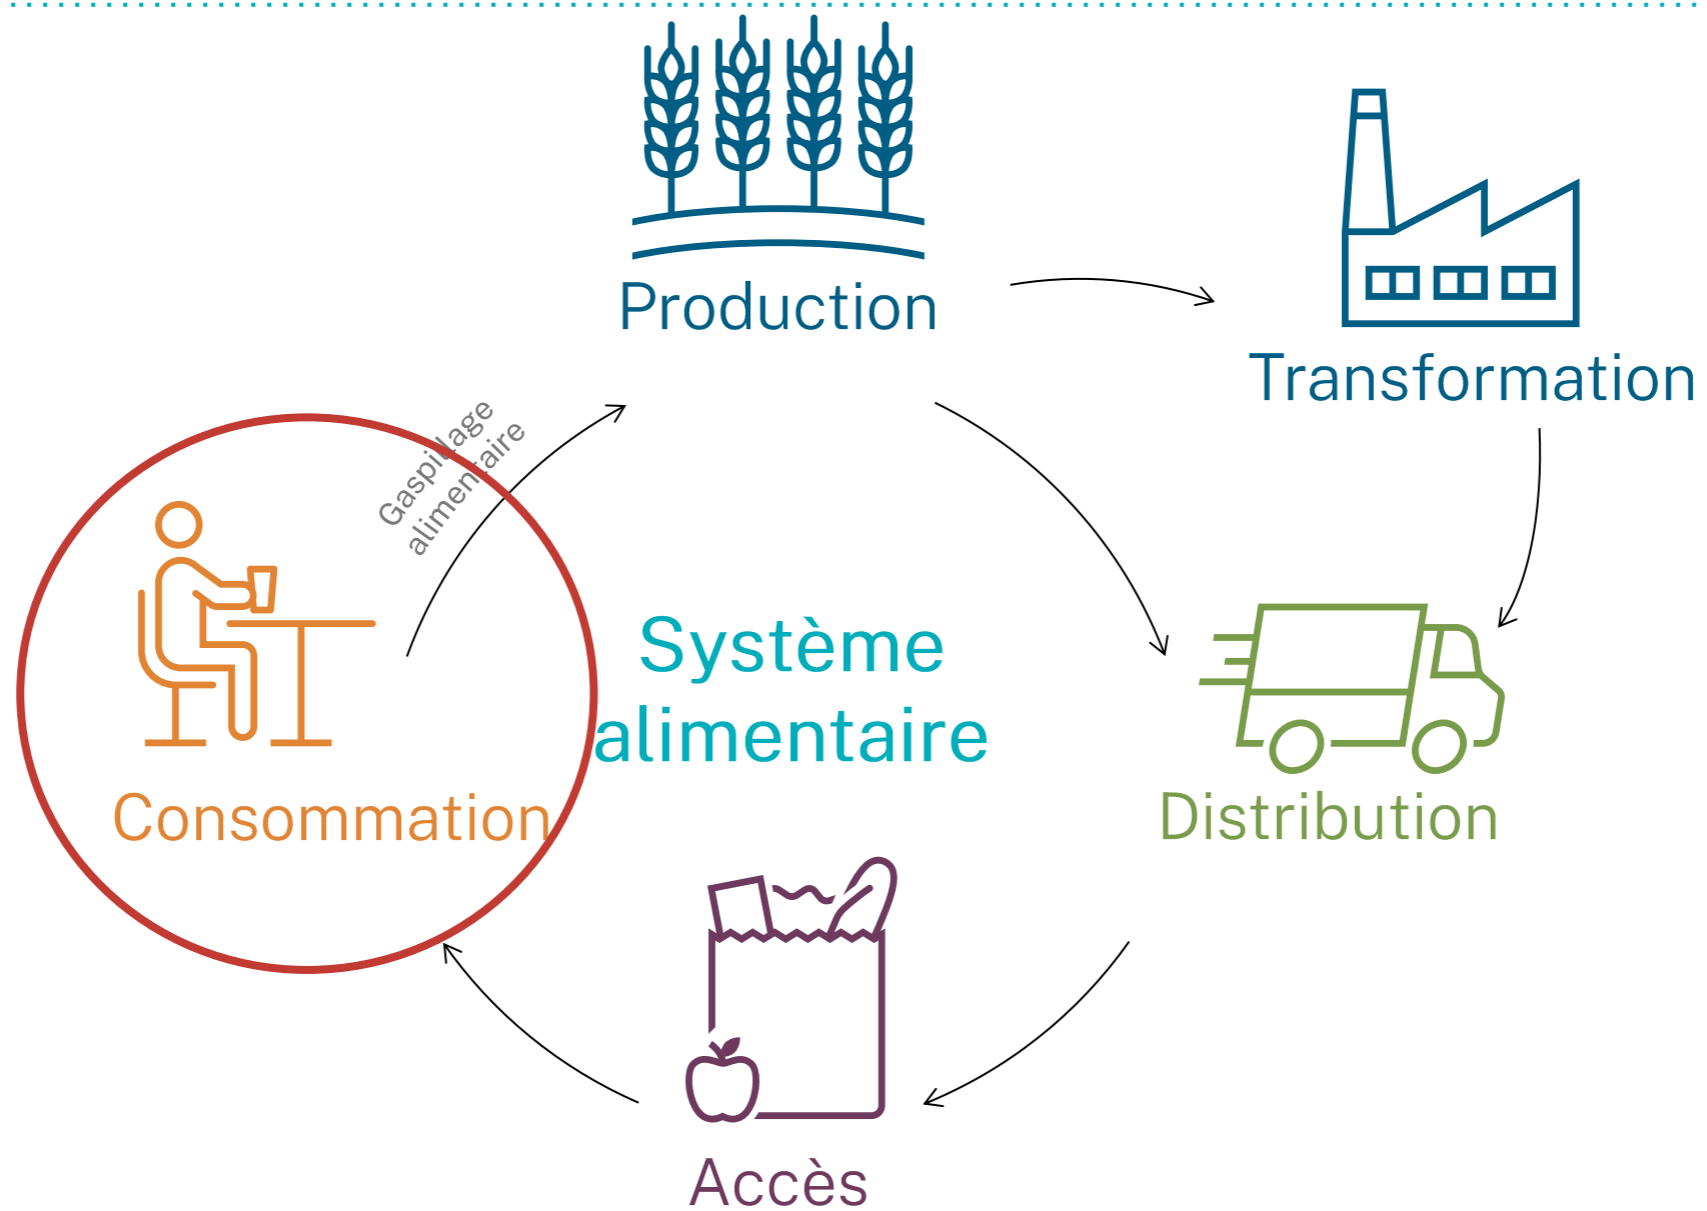 Production
Transformation
Gaspillage
alimentaire
Système
alimentaire
Consommation
Distribution
Accès